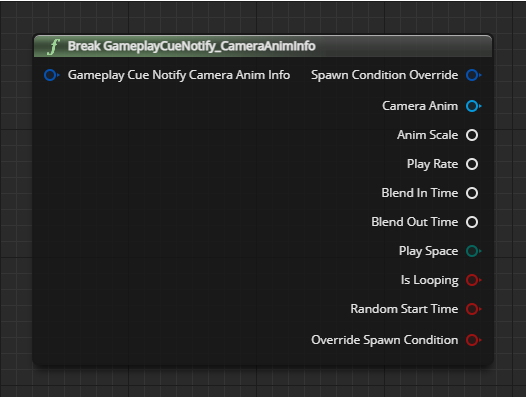 f Break GameplayCueNotify_CameraAnimInfo
Gameplay Cue Notify Camera Anim Info Spawn Condition Override
Camera Anim
Anim Scale
Play Rate
Blend In Time
Blend Out Time
Play Space
Is Looping
Random Start Time
Override Spawn Condition